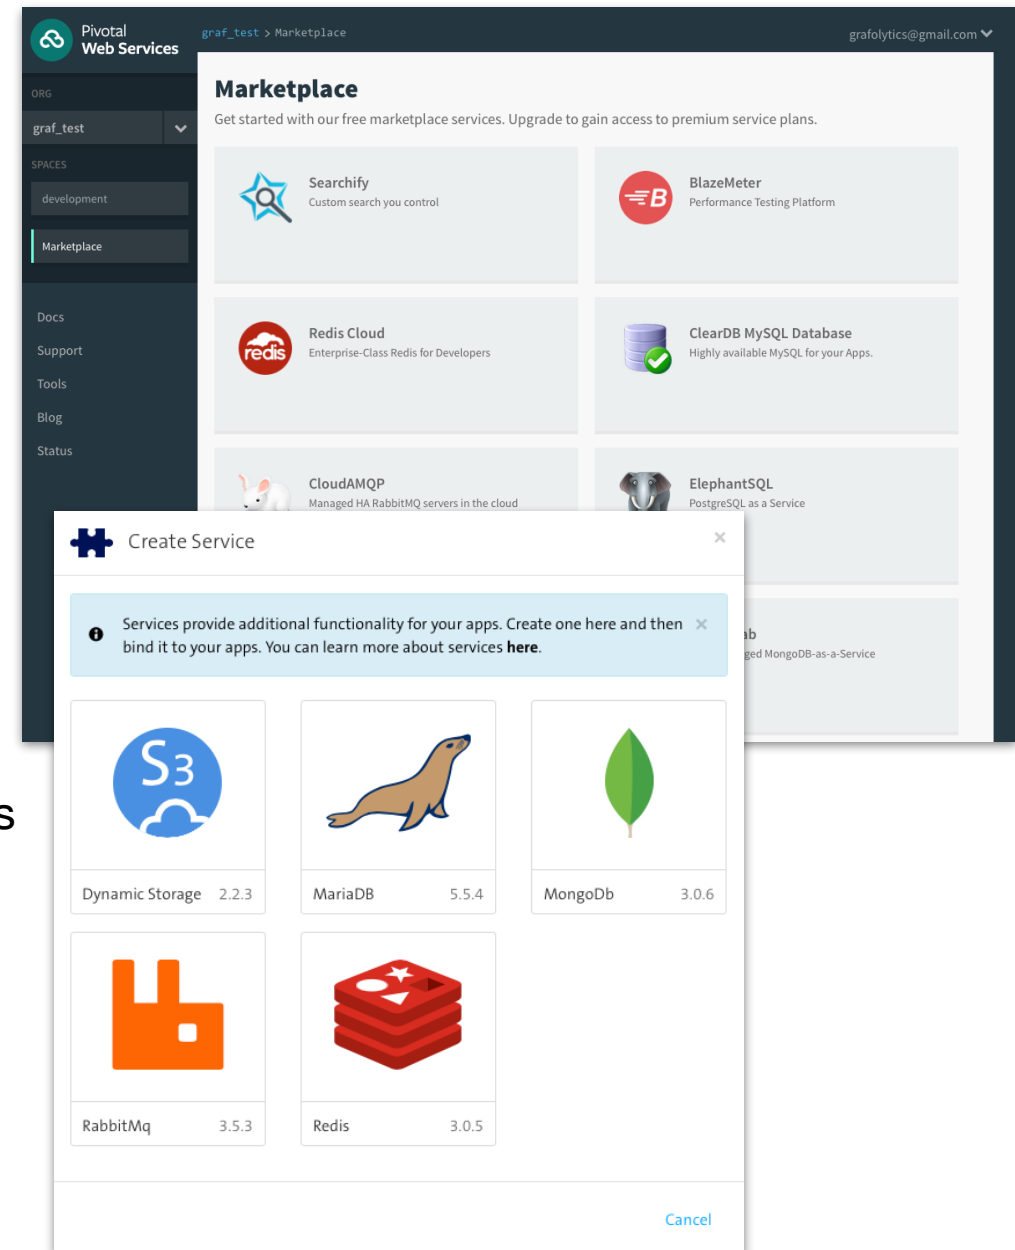 Pivotal
Web Services
graf_test > Marketplace
grafolytics@gmail.com
ORG
graf_test
SPACES
development
Marketplace
Docs
Support
Tools
Blog
Status
Marketplace
Get started with our free marketplace services. Upgrade to gain access to premium service plans.
Searchify
Custom search you control
BlazeMeter
Performance Testing Platform
B
redis
Redis Cloud
Enterprise-Class Redis for Developers
ClearDB MySQL Database
Highly available MySQL for your Apps.
CloudAMQP
Managed HA RabbitMQ servers in the cloud
ElephantSQL
PostgreSQL as a Service
MongoDB-as-a-Service
Create Service
×
Services provide additional functionality for your apps. Create one here and then ×
bind it to your apps. You can learn more about services here.
S3
Dynamic Storage 2.2.3
MariaDB 5.5.4
MongoDb 3.0.6
RabbitMq 3.5.3
Redis 3.0.5
Cancel
s